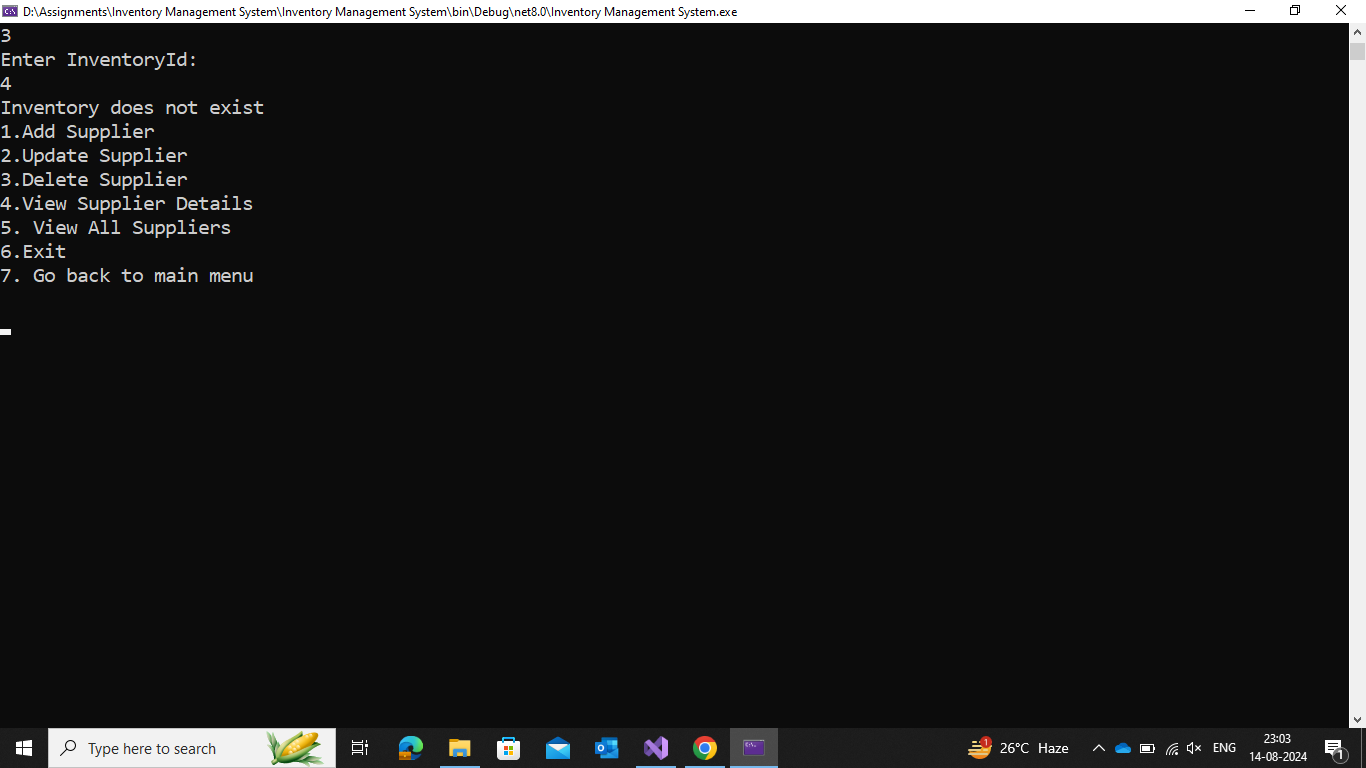 D:\Assignments\Inventory Management System\Inventory Management System\bin\Debug\net8.0\Inventory Management System.exe
3
Enter InventoryId:
4
Inventory does not exist
1.Add Supplier
2.Update Supplier
3.Delete Supplier
4.View Supplier Details
5. View All Suppliers
6.Exit
7. Go back to main menu
Type here to search
1
26°C Haze
ENG
23:03
14-08-2024
1